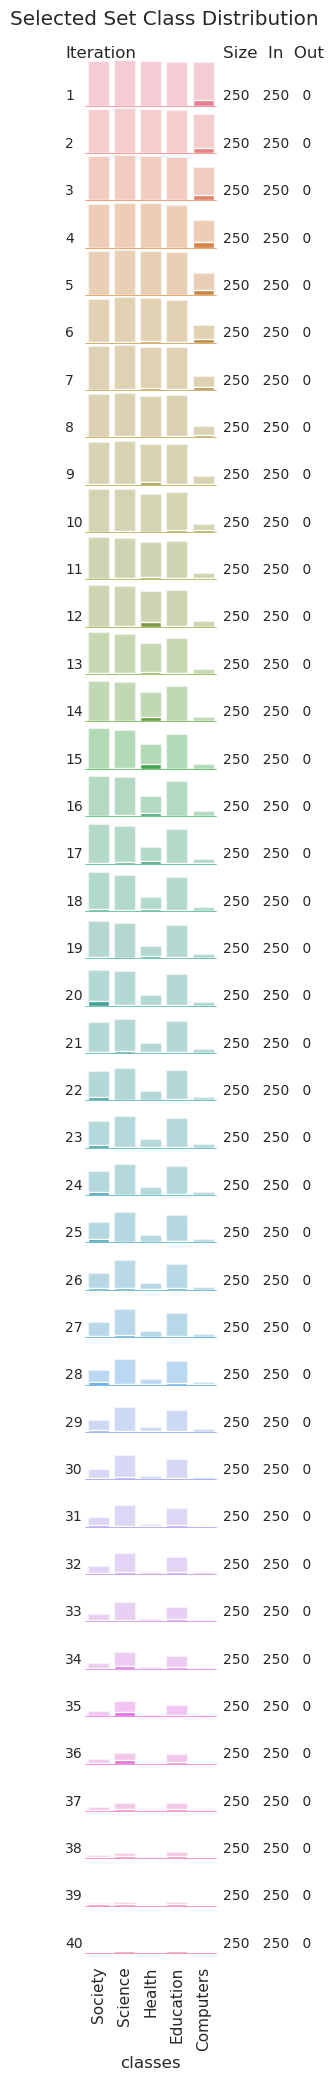 Selected Set Class Distribution
Iteration Size In Out
1 250 250 0
2 250 250 0
3 250 250 0
4 250 250 0
5 250 250 0
6 250 250 0
7 250 250 0
8 250 250 0
9 250 250 0
10 250 250 0
11 250 250 0
12 250 250 0
13 250 250 0
14 250 250 0
15 250 250 0
16 250 250 0
17 250 250 0
18 250 250 0
19 250 250 0
20 250 250 0
21 250 250 0
22 250 250 0
23 250 250 0
24 250 250 0
25 250 250 0
26 250 250 0
27 250 250 0
28 250 250 0
29 250 250 0
30 250 250 0
31 250 250 0
32 250 250 0
33 250 250 0
34 250 250 0
35 250 250 0
36 250 250 0
37 250 250 0
38 250 250 0
39 250 250 0
40 250 250 0
Society
Science
Health
Education
Computers
classes